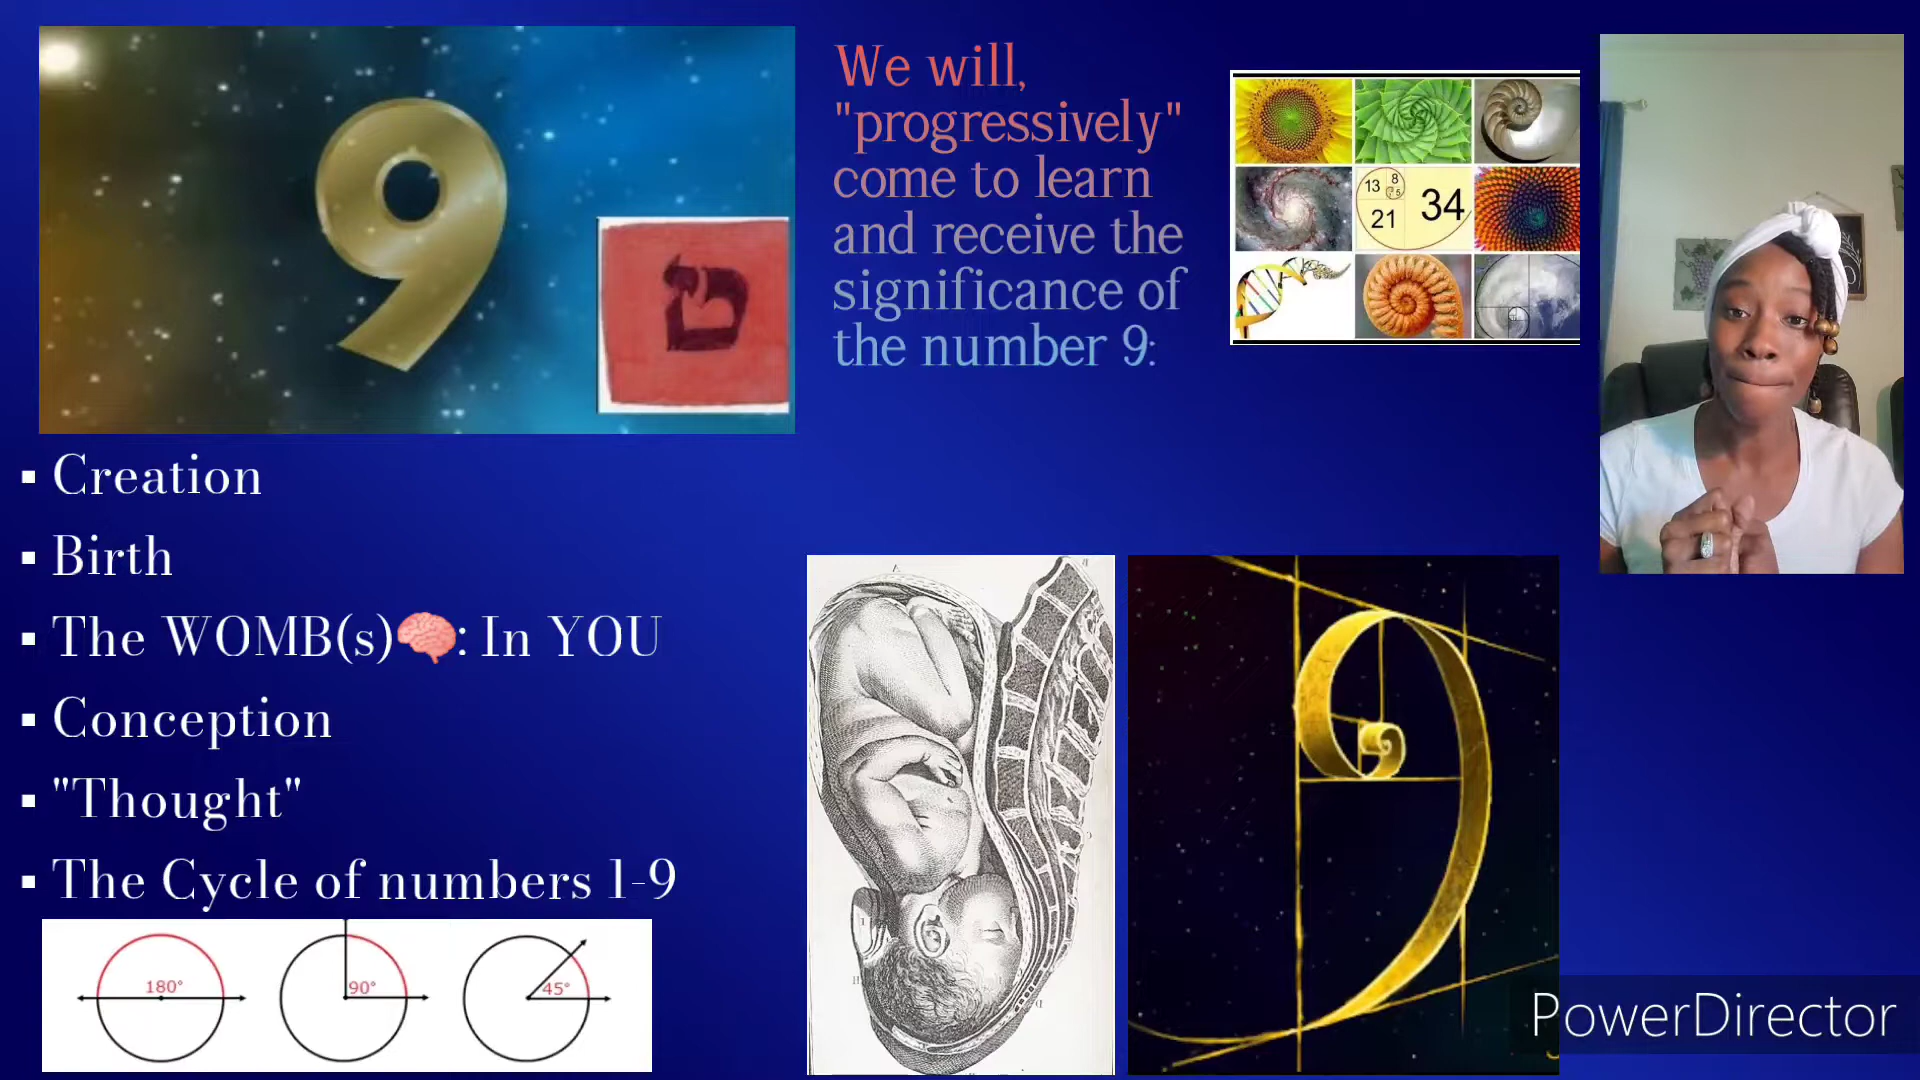 9
ט
We will,
"progressively"
come to learn
and receive the
significance of
the number 9:
13 8
5
21
34
▪ Creation
▪ Birth
▪ The WOMB(s)🧠: In YOU
▪ Conception
▪ "Thought"
▪ The Cycle of numbers 1-9
180°
90°
45°
PowerDirector